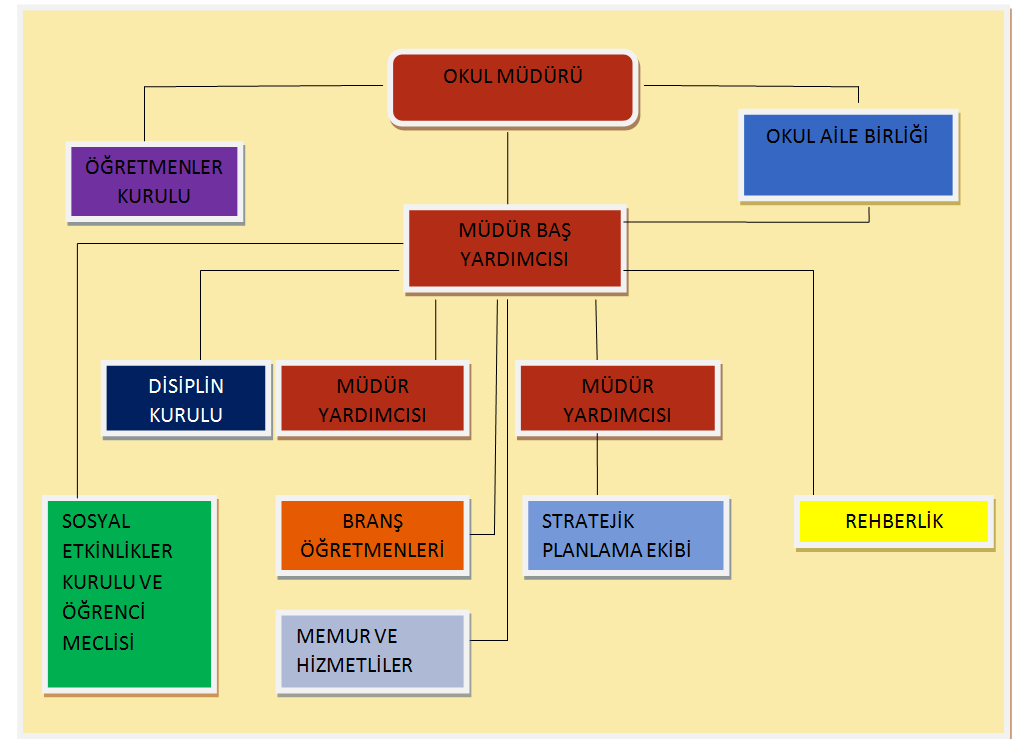 OKUL MÜDÜRÜ
OKUL AİLE BİRLİĞİ
ÖĞRETMENLER
KURULU
MÜDÜR BAŞ
YARDIMCISI
DİSİPLİN
KURULU
MÜDÜR
YARDIMCISI
MÜDÜR
YARDIMCISI
SOSYAL
ETKİNLİKLER
KURULU VE
ÖĞRENCİ
MECLİSİ
BRANŞ
ÖĞRETMENLERİ
STRATEJİK
PLANLAMA EKİBİ
REHBERLİK
MEMUR VE
HİZMETLİLER